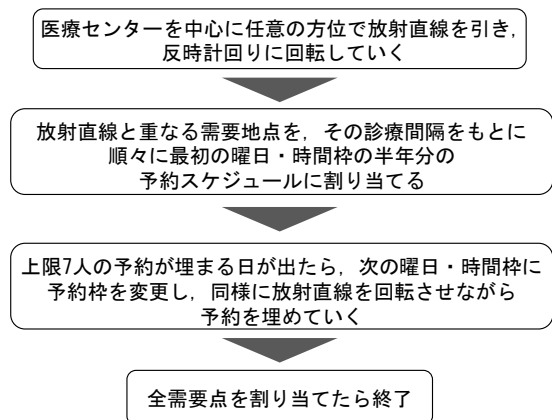 医療センターを中心に任意の方位で放射直線を引き，
反時計回りに回転していく
放射直線と重なる需要地点を，その診療間隔をもとに
順々に最初の曜日・時間枠の半年分の
予約スケジュールに割り当てる
上限7人の予約が埋まる日が出たら，次の曜日・時間枠に
予約枠を変更し，同様に放射直線を回転させながら
予約を埋めていく
全需要点を割り当てたら終了